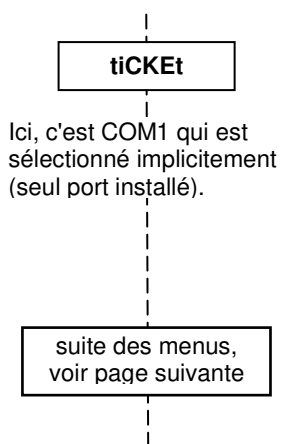 tiCKEt
Ici, c'est COM1 qui est
sélectionné implicitement
(seul port installé).
suite des menus,
voir page suivante